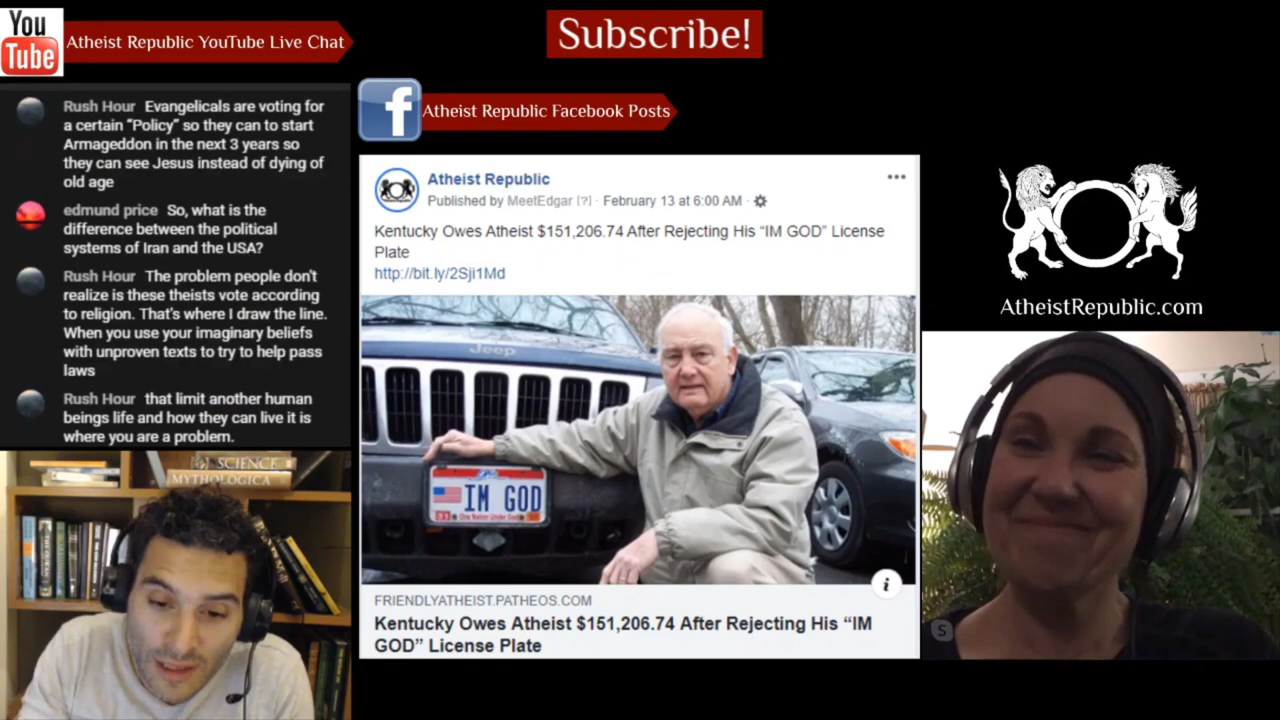 You
Tube
Atheist Republic YouTube Live Chat
Subscribe!
Rush Hour Evangelicals are voting for
a certain “Policy” so they can to start
Armageddon in the next 3 years so
they can see Jesus instead of dying of
old age
edmund price So, what is the
difference between the political
systems of Iran and the USA?
Rush Hour The problem people don't
realize is these theists vote according
to religion. That's where I draw the line.
When you use your imaginary beliefs
with unproven texts to try to help pass
laws
Rush Hour that limit another human
beings life and how they can live it is
where you are a problem.
f
Atheist Republic Facebook Posts
Atheist Republic
Published by MeetEdgar [?] · February 13 at 6:00 AM ·
Kentucky Owes Atheist $151,206.74 After Rejecting His “IM GOD” License
Plate
http://bit.ly/2Sji1Md
Jeep
IM GOD
One Nation Under God
i
FRIENDLYATHEIST.PATHEOS.COM
Kentucky Owes Atheist $151,206.74 After Rejecting His “IM
GOD” License Plate
AtheistRepublic.com
SCIENCE
MYTHOLOGICA
S